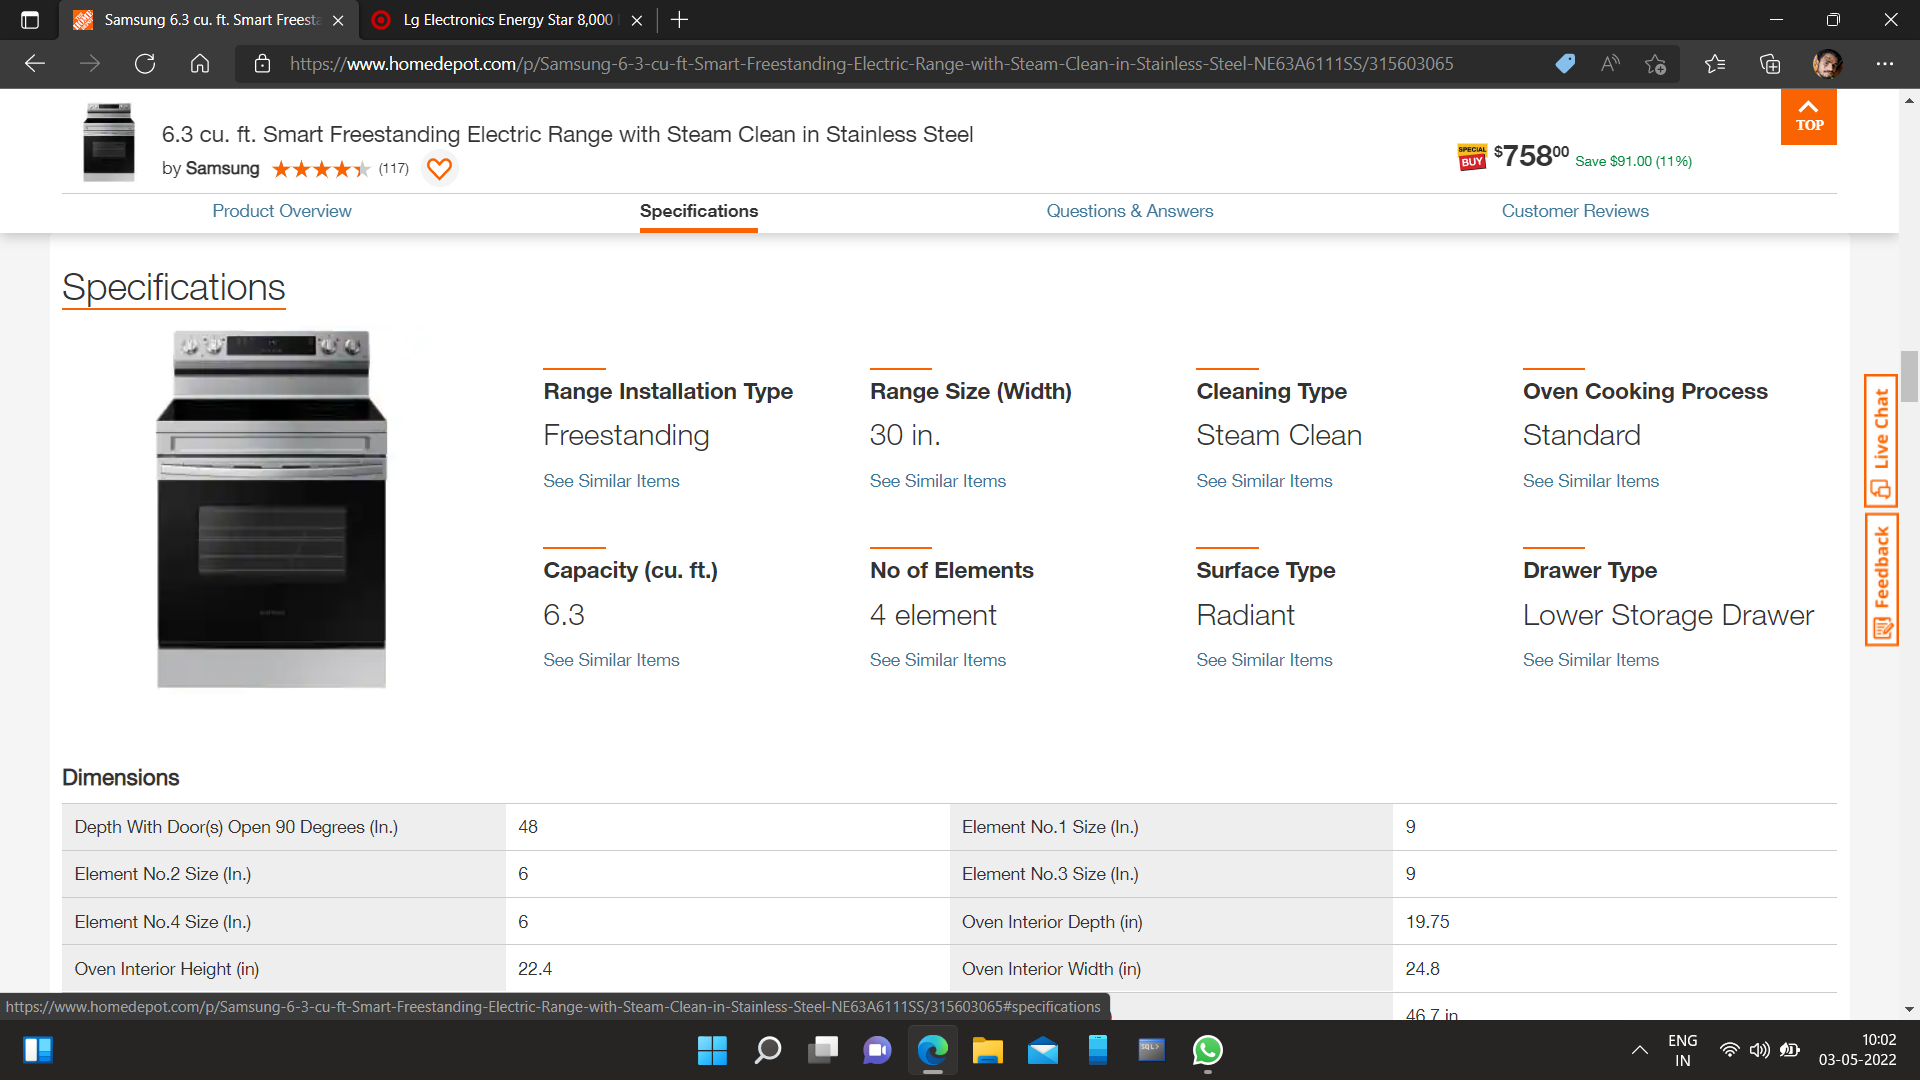 Samsung 6.3 cu. ft. Smart Freesta
Lg Electronics Energy Star 8,000
https://www.homedepot.com/p/Samsung-6-3-cu-ft-Smart-Freestanding-Electric-Range-with-Steam-Clean-in-Stainless-Steel-NE63A6111SS/315603065
6.3 cu. ft. Smart Freestanding Electric Range with Steam Clean in Stainless Steel
by Samsung (117)
SPECIAL BUY $758⁰⁰ Save $91.00 (11%)
TOP
Product Overview Specifications Questions & Answers Customer Reviews
Specifications
Range Installation Type Range Size (Width) Cleaning Type Oven Cooking Process
Freestanding 30 in. Steam Clean Standard
See Similar Items See Similar Items See Similar Items See Similar Items
Capacity (cu. ft.) No of Elements Surface Type Drawer Type
6.3 4 element Radiant Lower Storage Drawer
See Similar Items See Similar Items See Similar Items See Similar Items
Live Chat
Feedback
Dimensions
Depth With Door(s) Open 90 Degrees (In.) 48 Element No.1 Size (In.) 9
Element No.2 Size (In.) 6 Element No.3 Size (In.) 9
Element No.4 Size (In.) 6 Oven Interior Depth (in) 19.75
Oven Interior Height (in) 22.4 Oven Interior Width (in) 24.8
46.7 in
https://www.homedepot.com/p/Samsung-6-3-cu-ft-Smart-Freestanding-Electric-Range-with-Steam-Clean-in-Stainless-Steel-NE63A6111SS/315603065#specifications
SQL>
ENG
IN
10:02
03-05-2022